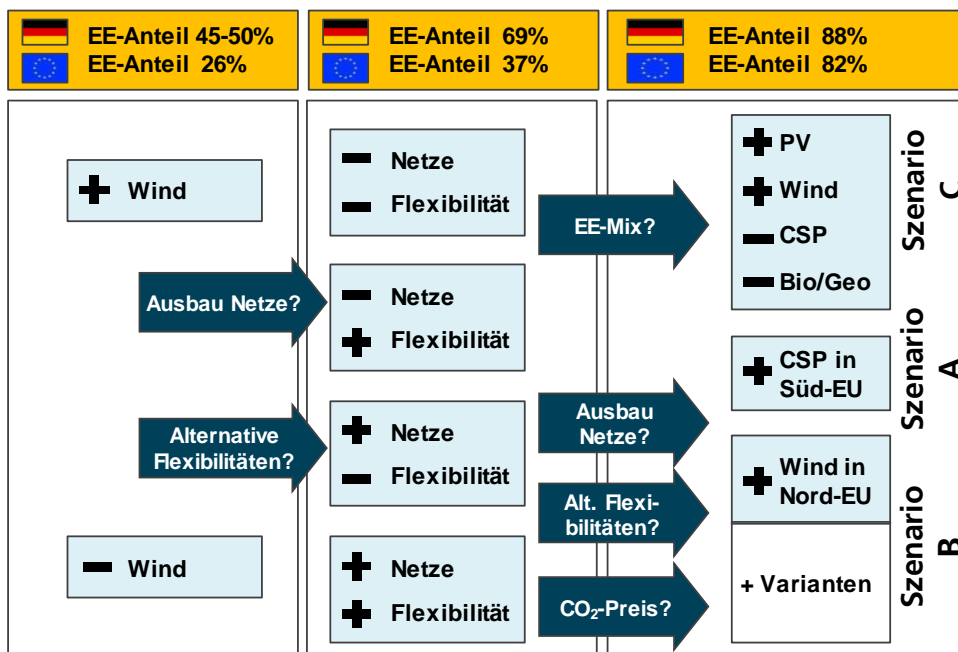 EE-Anteil 45-50%
EE-Anteil 26%
EE-Anteil 69%
EE-Anteil 37%
EE-Anteil 88%
EE-Anteil 82%
+ Wind
Ausbau Netze?
Alternative
Flexibilitäten?
− Wind
− Netze
− Flexibilität
− Netze
+ Flexibilität
+ Netze
− Flexibilität
+ Netze
+ Flexibilität
EE-Mix?
Ausbau
Netze?
Alt. Flexi-
bilitäten?
CO₂-Preis?
+ PV
+ Wind
− CSP
− Bio/Geo
Szenario
C
+ CSP in
Süd-EU
Szenario
A
+ Wind in
Nord-EU
+ Varianten
Szenario
B